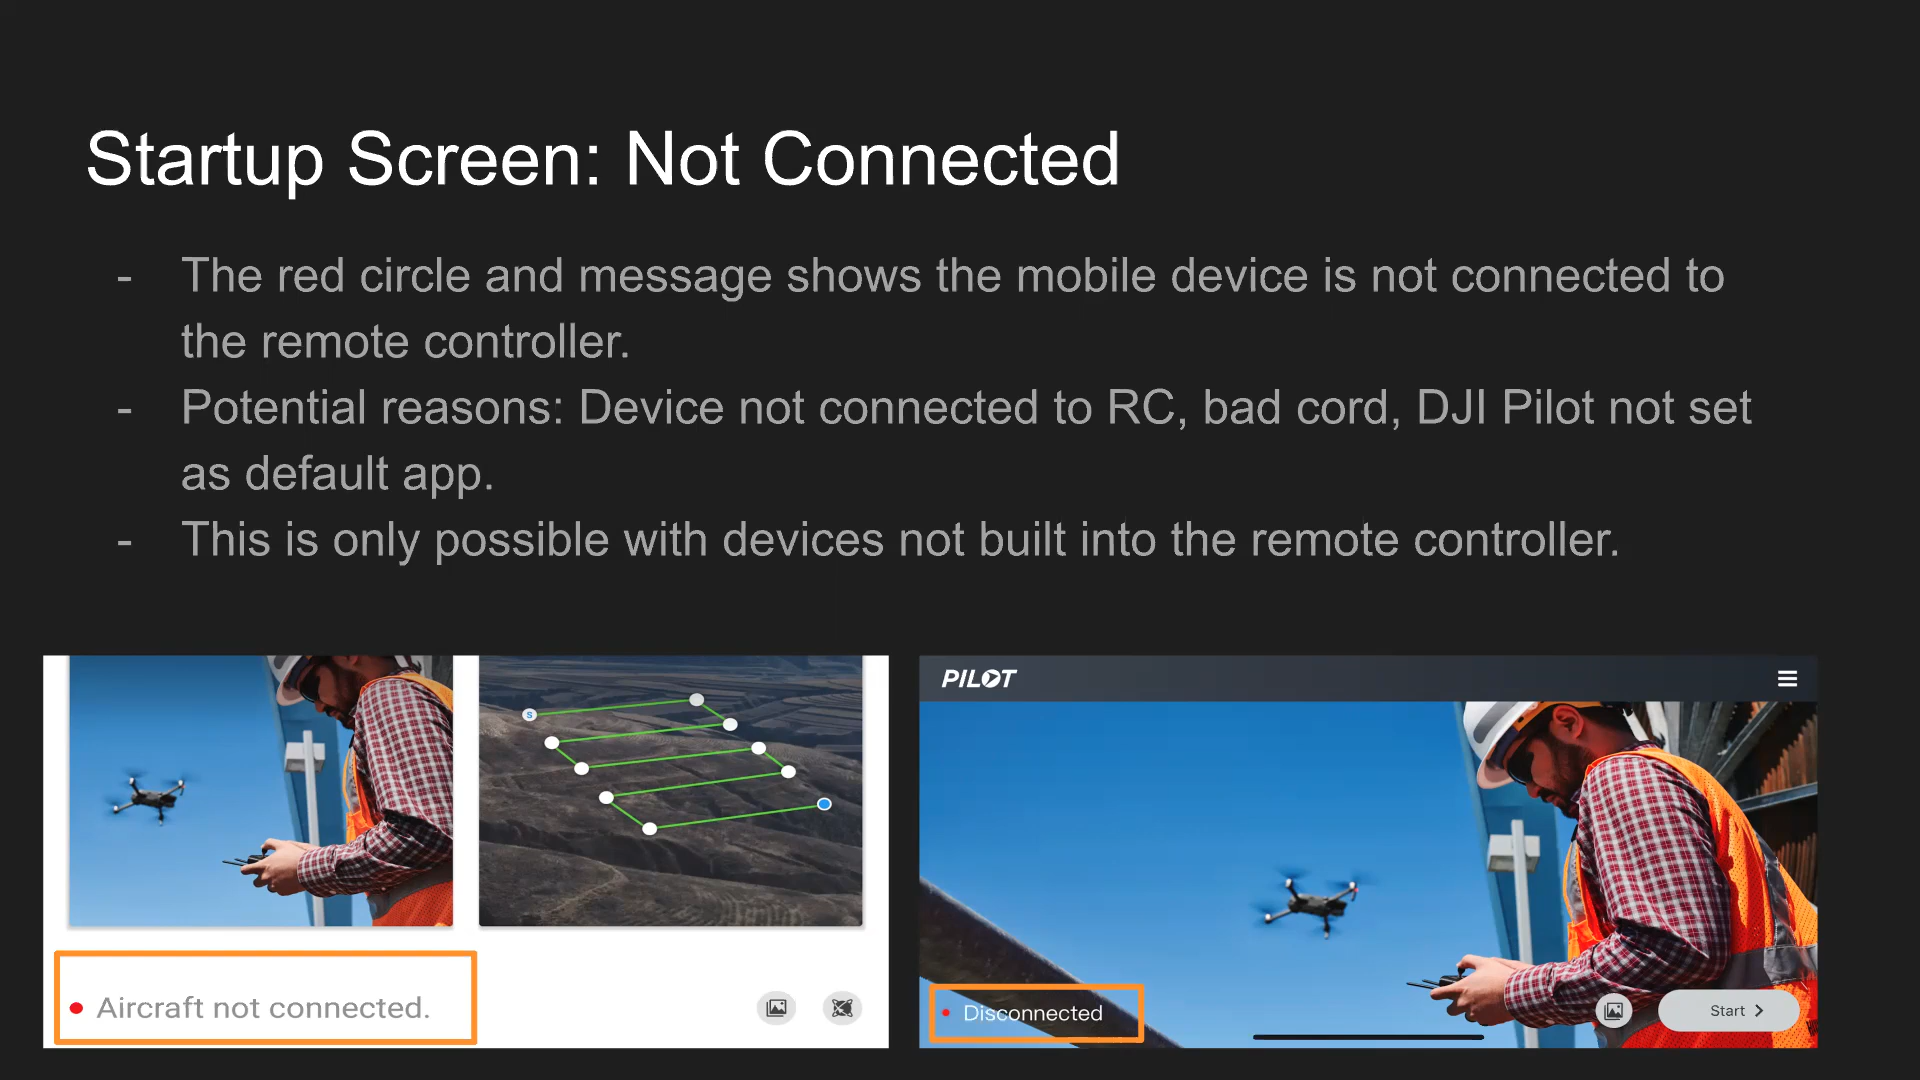 Startup Screen: Not Connected
- The red circle and message shows the mobile device is not connected to
the remote controller.
- Potential reasons: Device not connected to RC, bad cord, DJI Pilot not set
as default app.
- This is only possible with devices not built into the remote controller.
S
Aircraft not connected.
PILOT
Disconnected
Start